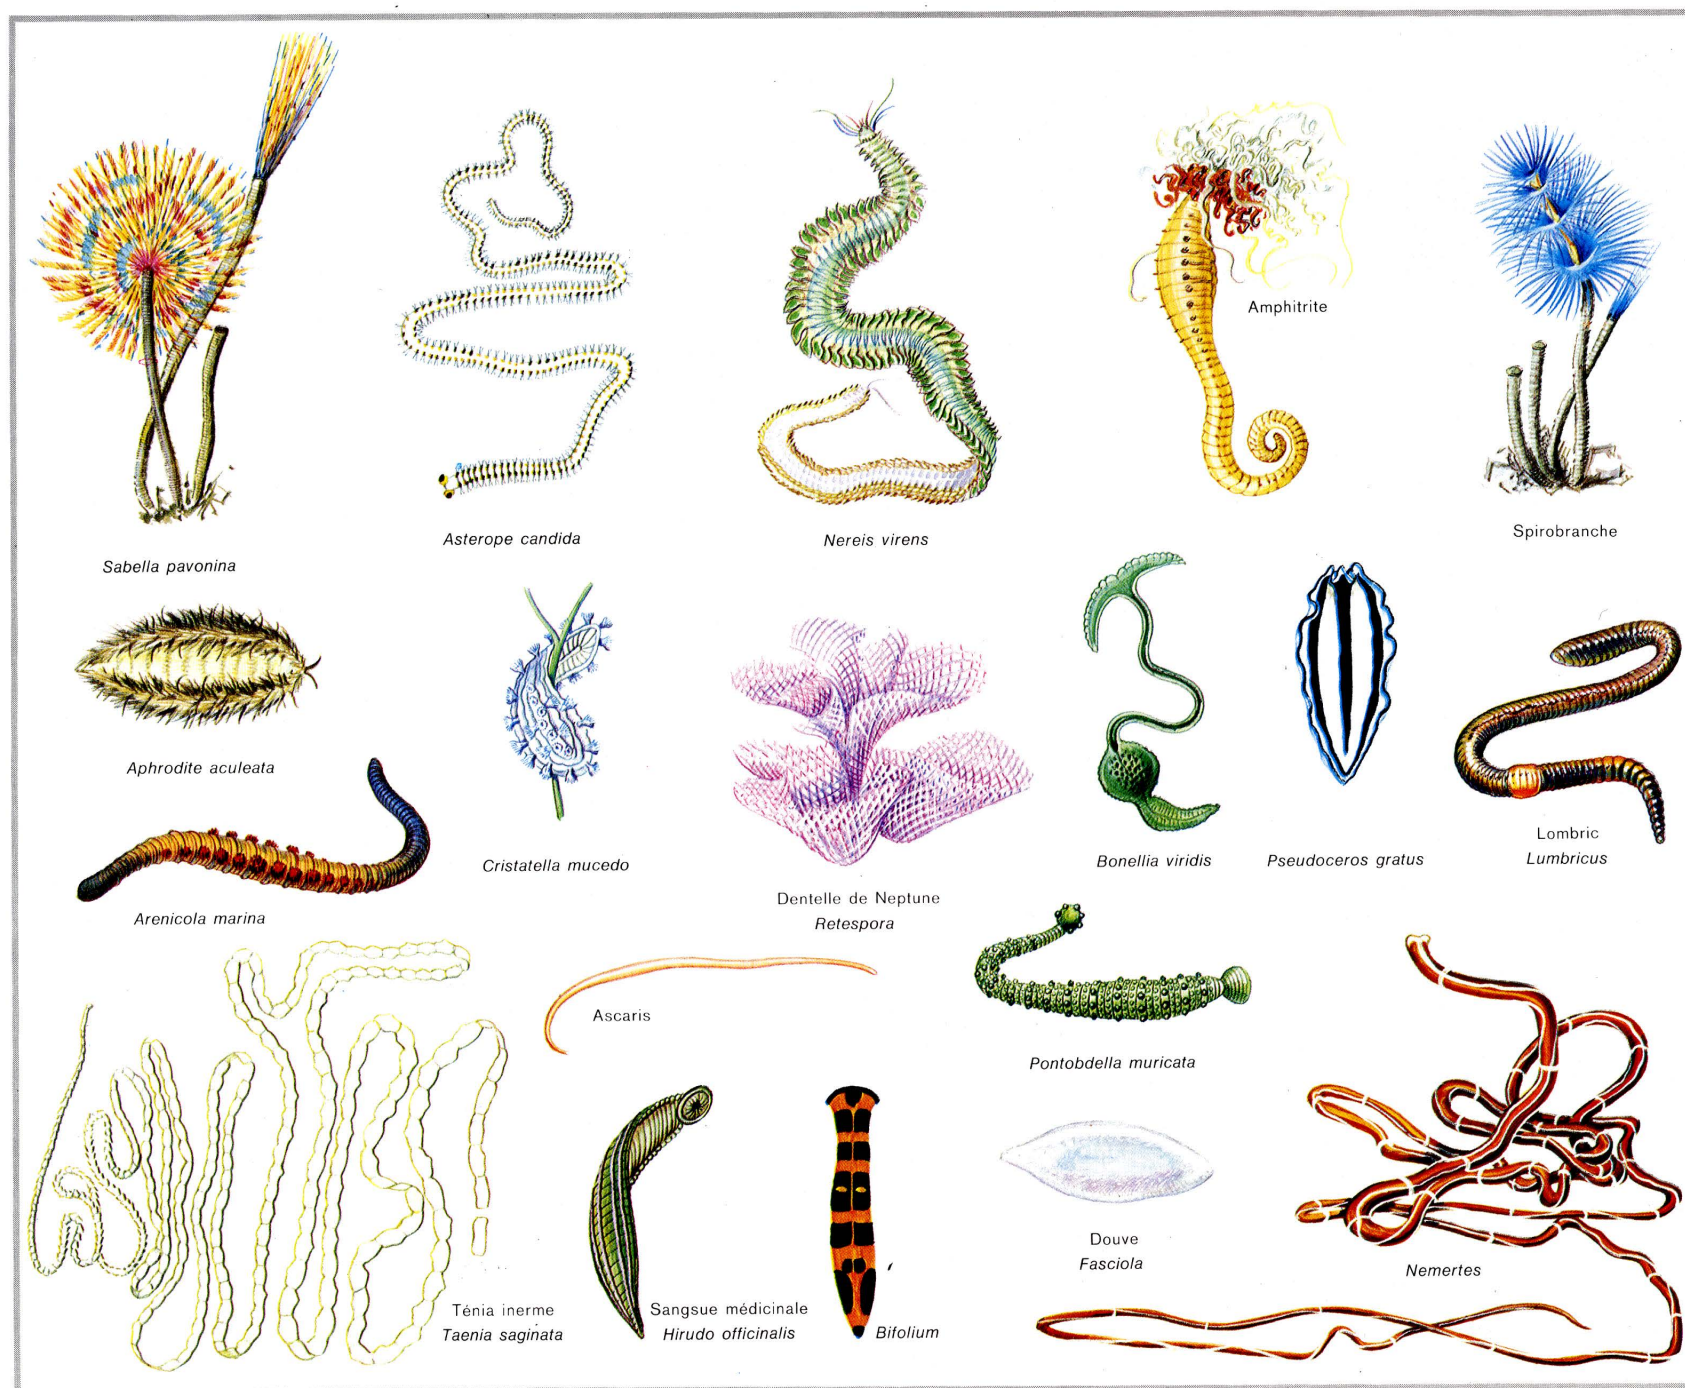 Amphitrite
Spirobranche
Asterope candida
Nereis virens
Sabella pavonina
Aphrodite aculeata
Cristatella mucedo
Dentelle de Neptune
Retespora
Bonellia viridis
Pseudoceros gratus
Lombric
Lumbricus
Arenicola marina
Ascaris
Pontobdella muricata
Douve
Fasciola
Nemertes
Ténia inerme
Taenia saginata
Sangsue médicinale
Hirudo officinalis
Bifolium